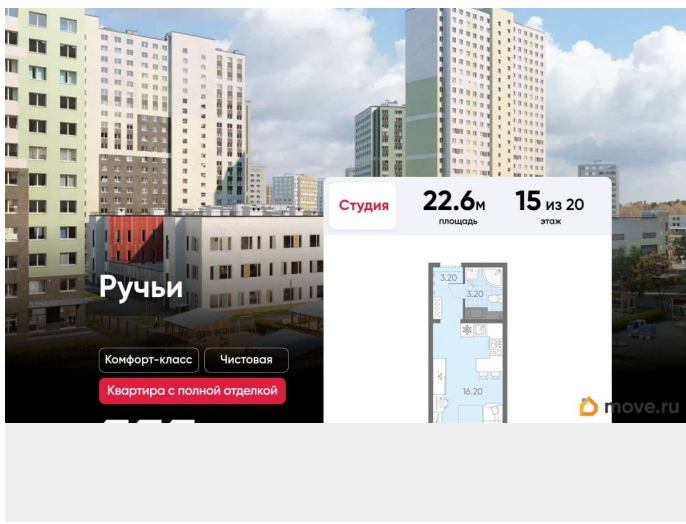 Студия
22.6м
площадь
15 из 20
этаж
3.20
3.20
16.20
Ручьи
Комфорт-класс
Чистовая
Квартира с полной отделкой
move.ru